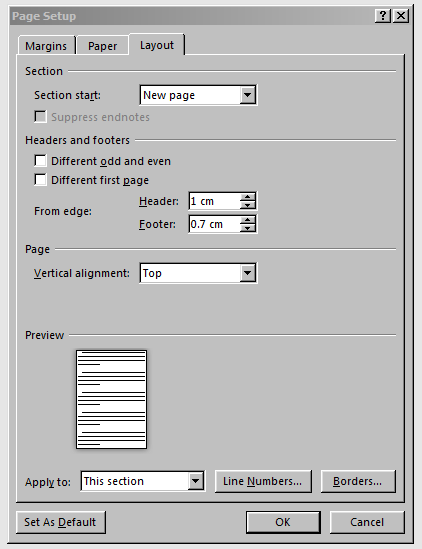 Page Setup
Margins Paper Layout
Section
Section start: New page
Suppress endnotes
Headers and footers
Different odd and even
Different first page
Header: 1 cm
From edge:
Footer: 0.7 cm
Page
Vertical alignment: Top
Preview
Apply to: This section Line Numbers... Borders...
Set As Default OK Cancel